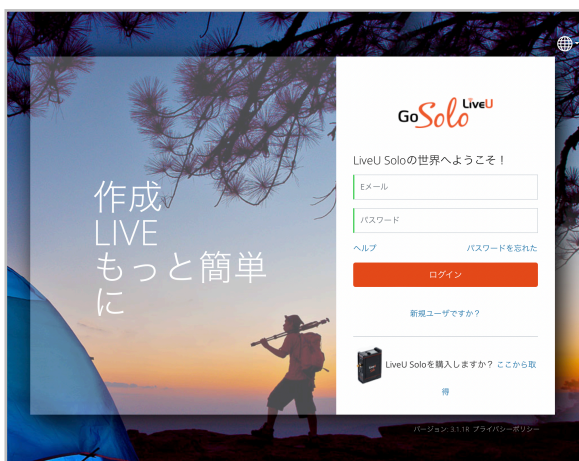 作成
LIVE
もっと簡単
に
GoSolo LiveU
LiveU Soloの世界へようこそ！
Eメール
パスワード
ヘルプ
パスワードを忘れた
ログイン
新規ユーザですか？
LiveU Soloを購入しますか？ ここから取
得
バージョン: 3.1.1R プライバシーポリシー